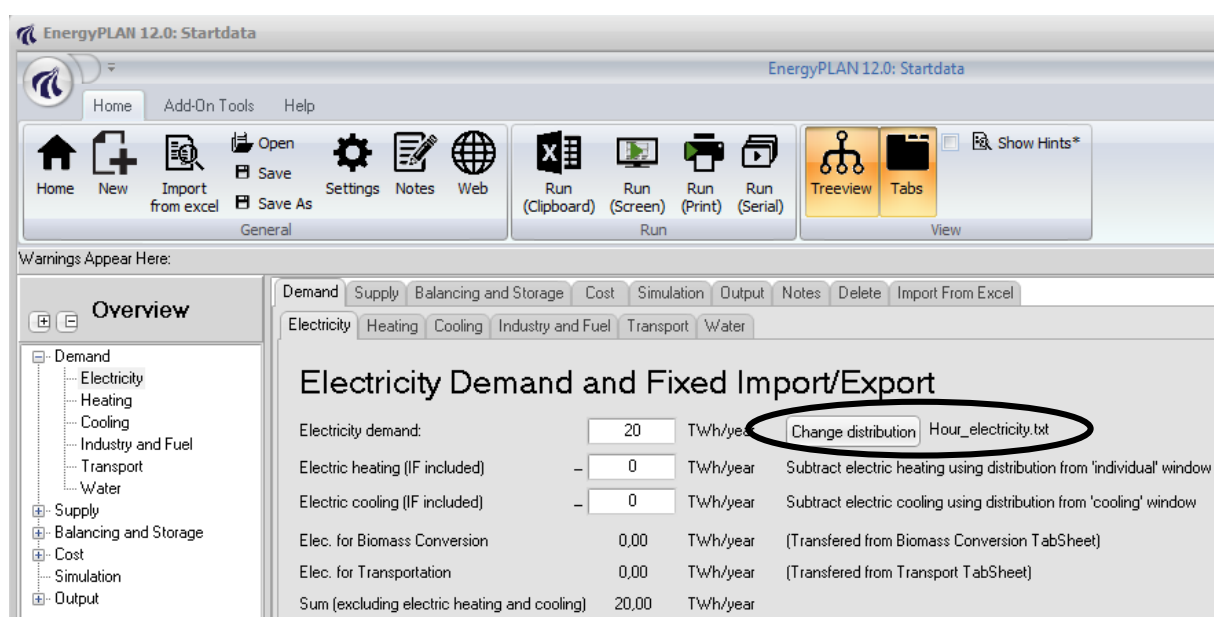 EnergyPLAN 12.0: Startdata
EnergyPLAN 12.0: Startdata
Home Add-On Tools Help
Home New Import from excel Open Save Save As Settings Notes Web Run (Clipboard) Run (Screen) Run (Print) Run (Serial) Treeview Tabs Show Hints*
General Run View
Warnings Appear Here:
Overview
Demand
Electricity
Heating
Cooling
Industry and Fuel
Transport
Water
Supply
Balancing and Storage
Cost
Simulation
Output
Demand Supply Balancing and Storage Cost Simulation Output Notes Delete Import From Excel
Electricity Heating Cooling Industry and Fuel Transport Water
Electricity Demand and Fixed Import/Export
Electricity demand: 20 TWh/year Change distribution Hour_electricity.txt
Electric heating (IF included) – 0 TWh/year Subtract electric heating using distribution from 'individual' window
Electric cooling (IF included) – 0 TWh/year Subtract electric cooling using distribution from 'cooling' window
Elec. for Biomass Conversion 0,00 TWh/year (Transfered from Biomass Conversion TabSheet)
Elec. for Transportation 0,00 TWh/year (Transfered from Transport TabSheet)
Sum (excluding electric heating and cooling) 20,00 TWh/year